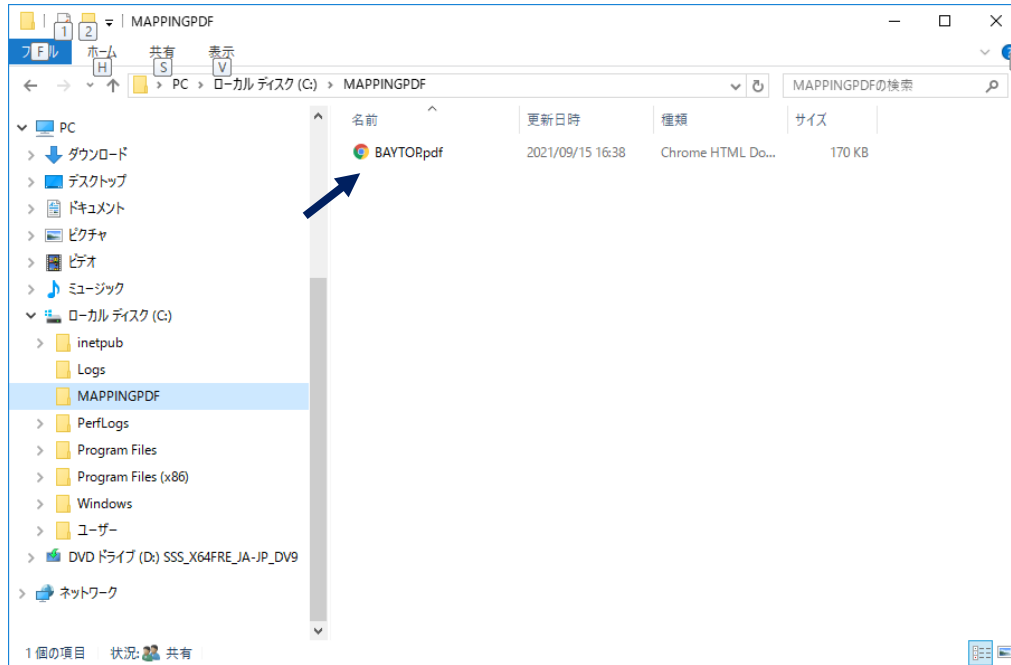 MAPPINGPDF
1 2
ファイル ホーム 共有 表示
F H S V
PC › ローカル ディスク (C:) › MAPPINGPDF
MAPPINGPDFの検索
名前 更新日時 種類 サイズ
BAYTOP.pdf 2021/09/15 16:38 Chrome HTML Do... 170 KB
PC
ダウンロード
デスクトップ
ドキュメント
ピクチャ
ビデオ
ミュージック
ローカル ディスク (C:)
inetpub
Logs
MAPPINGPDF
PerfLogs
Program Files
Program Files (x86)
Windows
ユーザー
DVD ドライブ (D:) SSS_X64FRE_JA-JP_DV9
ネットワーク
1 個の項目 状況: 共有